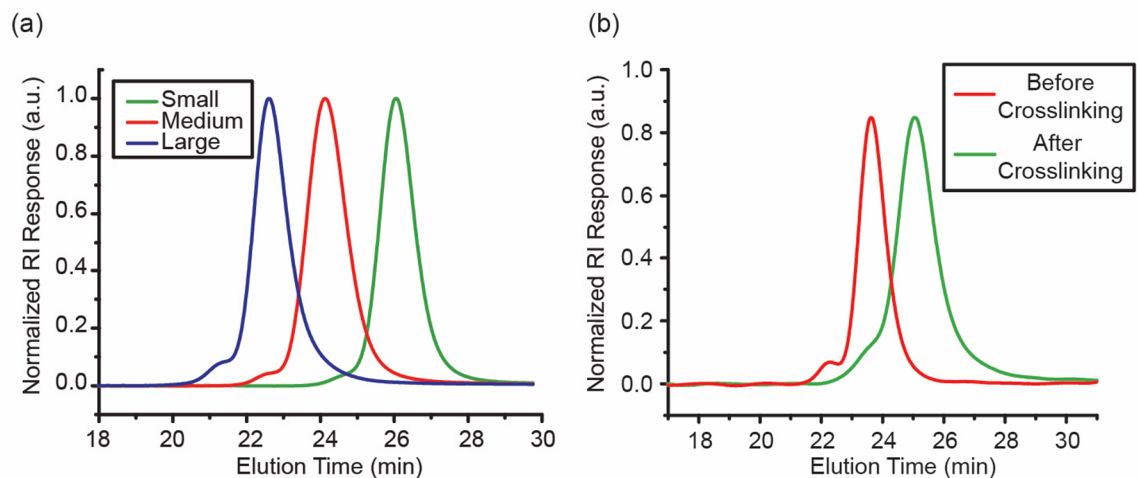 (a)
Normalized RI Response (a.u.)
1.0
0.8
0.6
0.4
0.2
0.0
Small
Medium
Large
18 20 22 24 26 28 30
Elution Time (min)
(b)
Normalized RI Response (a.u.)
1.0
0.8
0.6
0.4
0.2
0.0
Before
Crosslinking
After
Crosslinking
18 20 22 24 26 28 30
Elution Time (min)